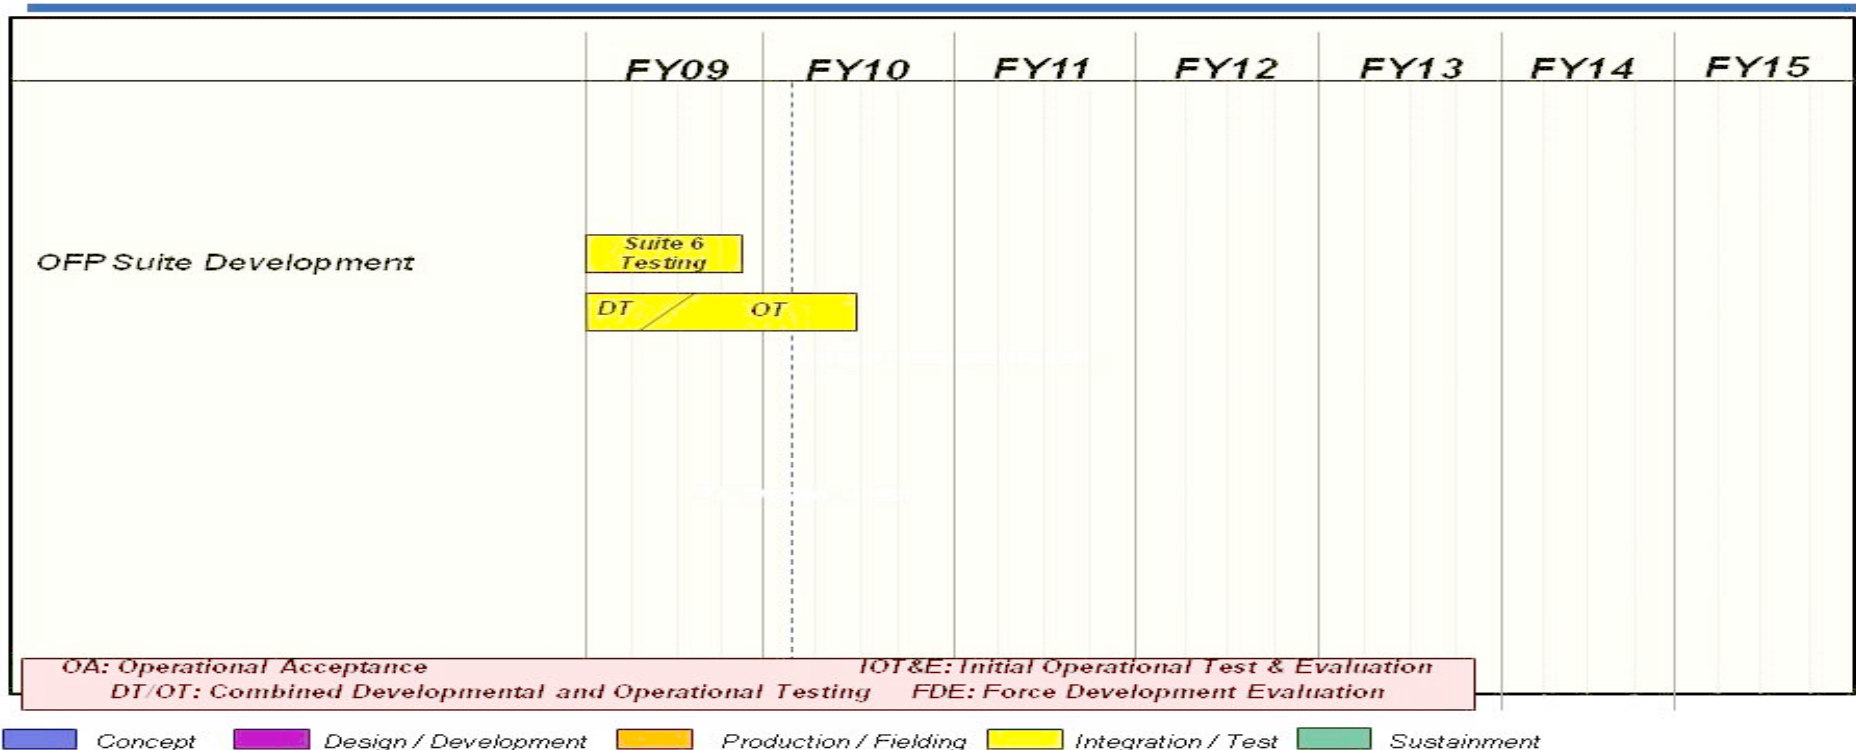 FY09 FY10 FY11 FY12 FY13 FY14 FY15
Suite 6
Testing
OFP Suite Development
DT OT
OA: Operational Acceptance IOT&E: Initial Operational Test & Evaluation
DT/OT: Combined Developmental and Operational Testing FDE: Force Development Evaluation
Concept Design / Development Production / Fielding Integration / Test Sustainment